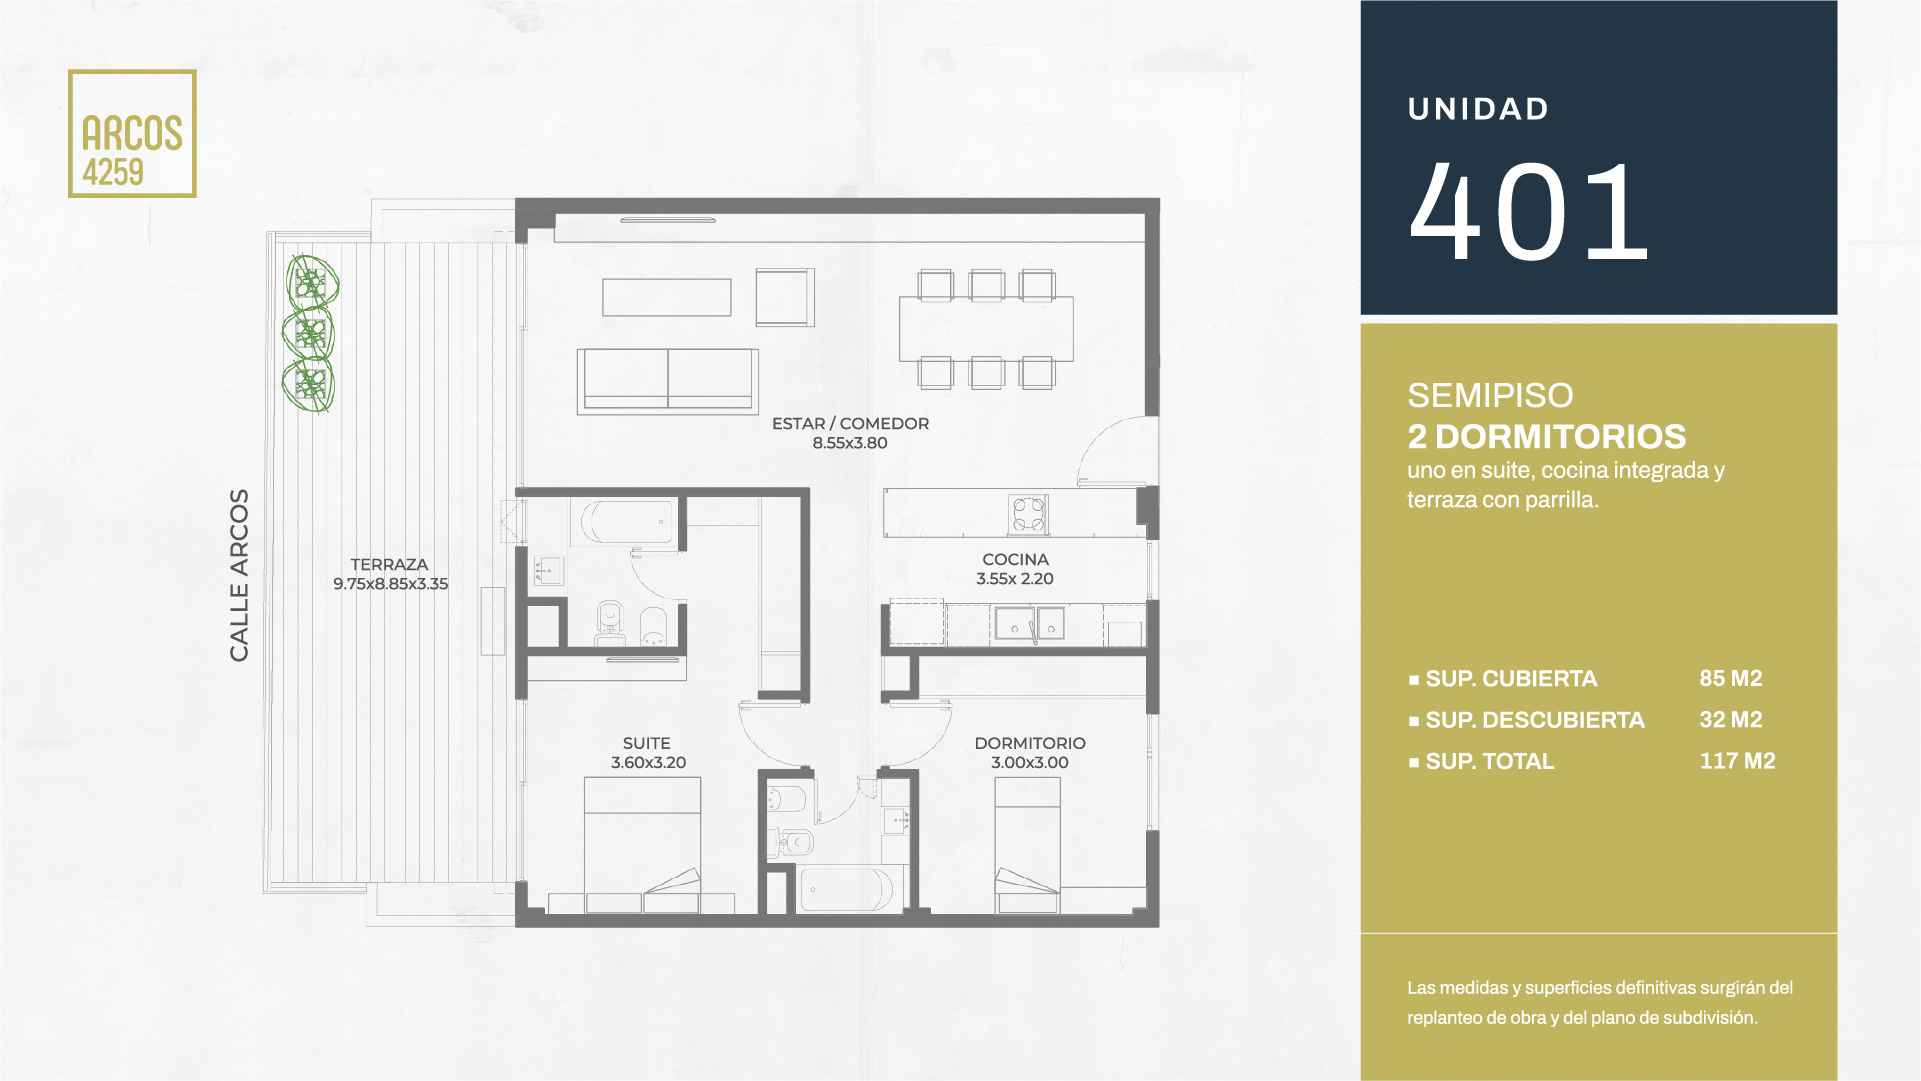 ARCOS
4259
CALLE ARCOS
TERRAZA
9.75x8.85x3.35
ESTAR / COMEDOR
8.55x3.80
COCINA
3.55x 2.20
SUITE
3.60x3.20
DORMITORIO
3.00x3.00
UNIDAD
401
SEMIPISO
2 DORMITORIOS
uno en suite, cocina integrada y
terraza con parrilla.
SUP. CUBIERTA 85 M2
SUP. DESCUBIERTA 32 M2
SUP. TOTAL 117 M2
Las medidas y superficies definitivas surgirán del
replanteo de obra y del plano de subdivisión.